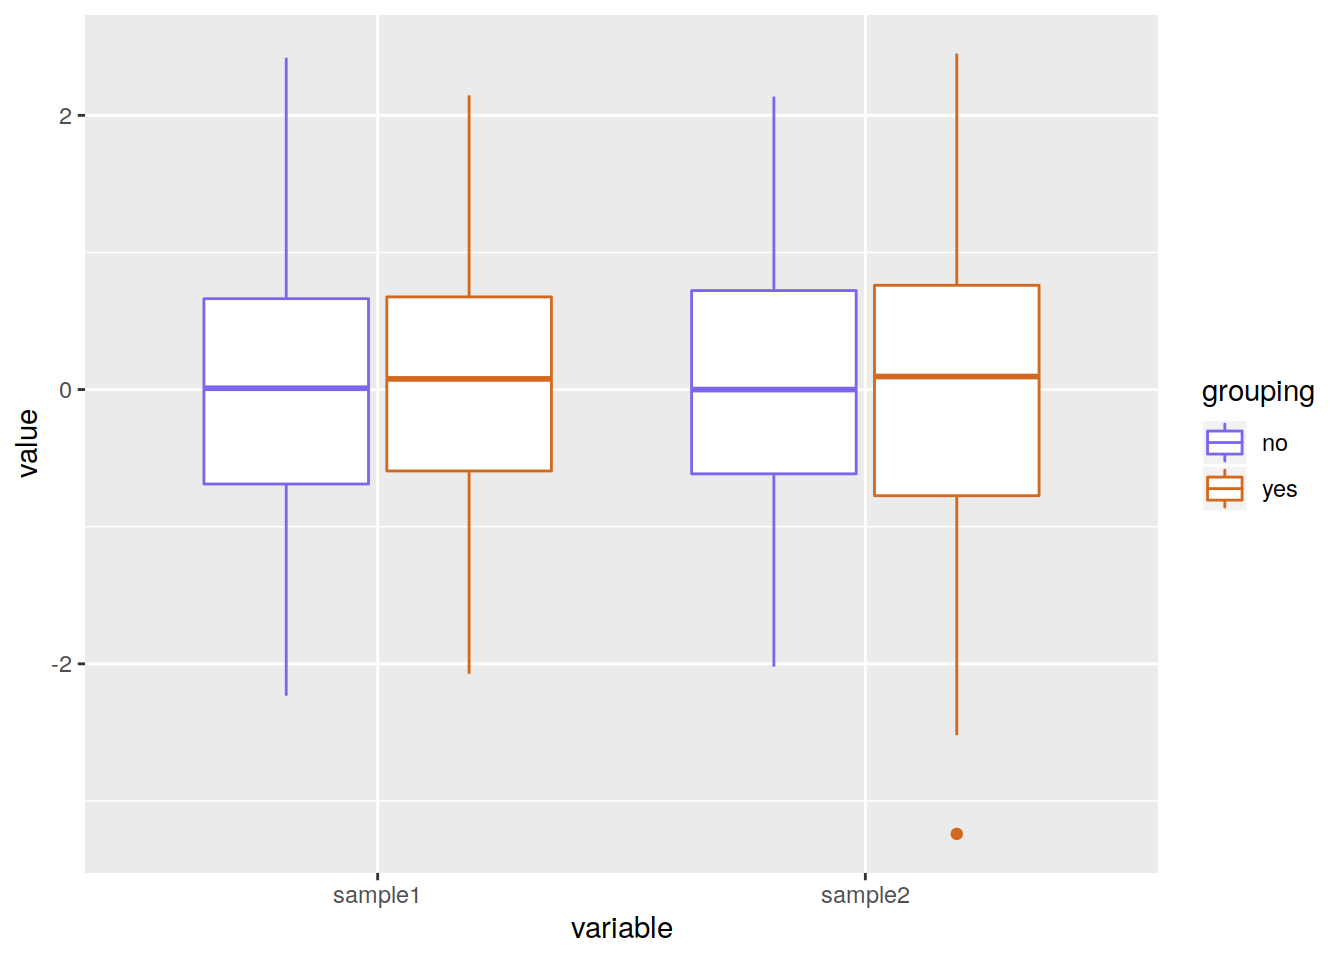 value
2
0
-2
sample1
sample2
variable
grouping
no
yes